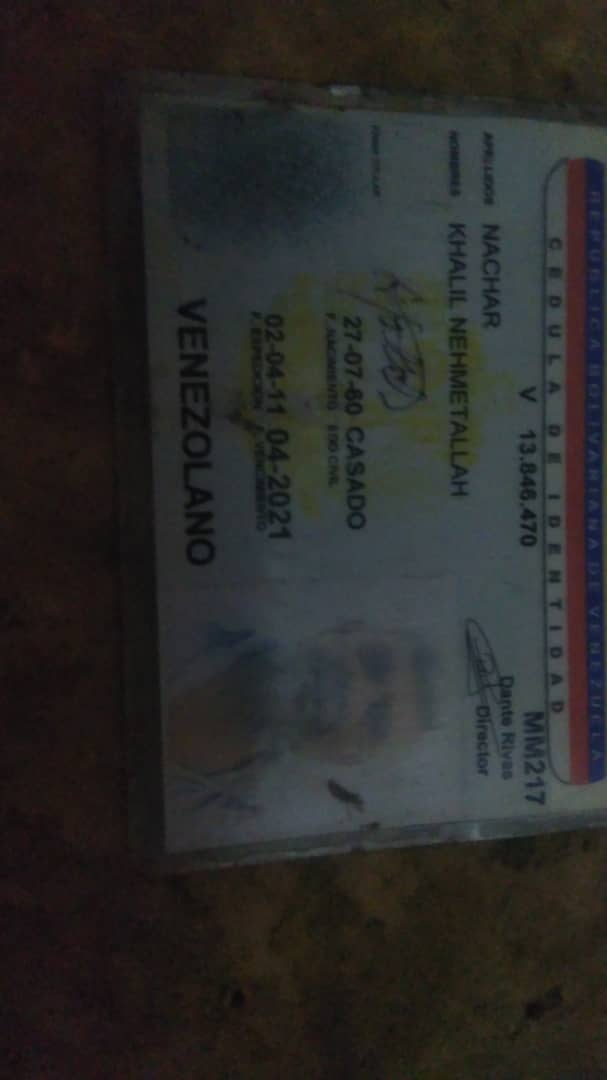 REPUBLICA BOLIVARIANA DE VENEZUELA
CEDULA DE IDENTIDAD
V 13.846.470
MM217
Dante Rivas
Director
APELLIDOS NACHAR
NOMBRES KHALIL NEHMETALLAH
FIRMA TITULAR
27-07-60 CASADO
F. NACIMIENTO EDO CIVIL
02-04-11 04-2021
F. EXPEDICION F. VENCIMIENTO
VENEZOLANO